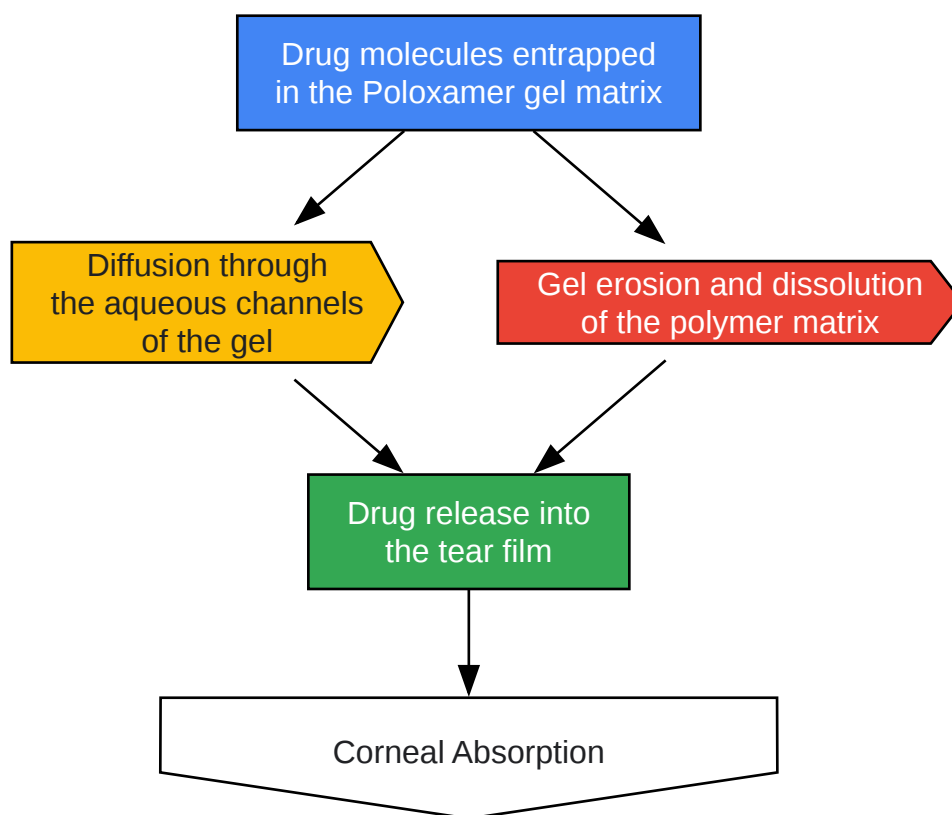 Drug molecules entrapped
in the Poloxamer gel matrix
Diffusion through
the aqueous channels
of the gel
Gel erosion and dissolution
of the polymer matrix
Drug release into
the tear film
Corneal Absorption